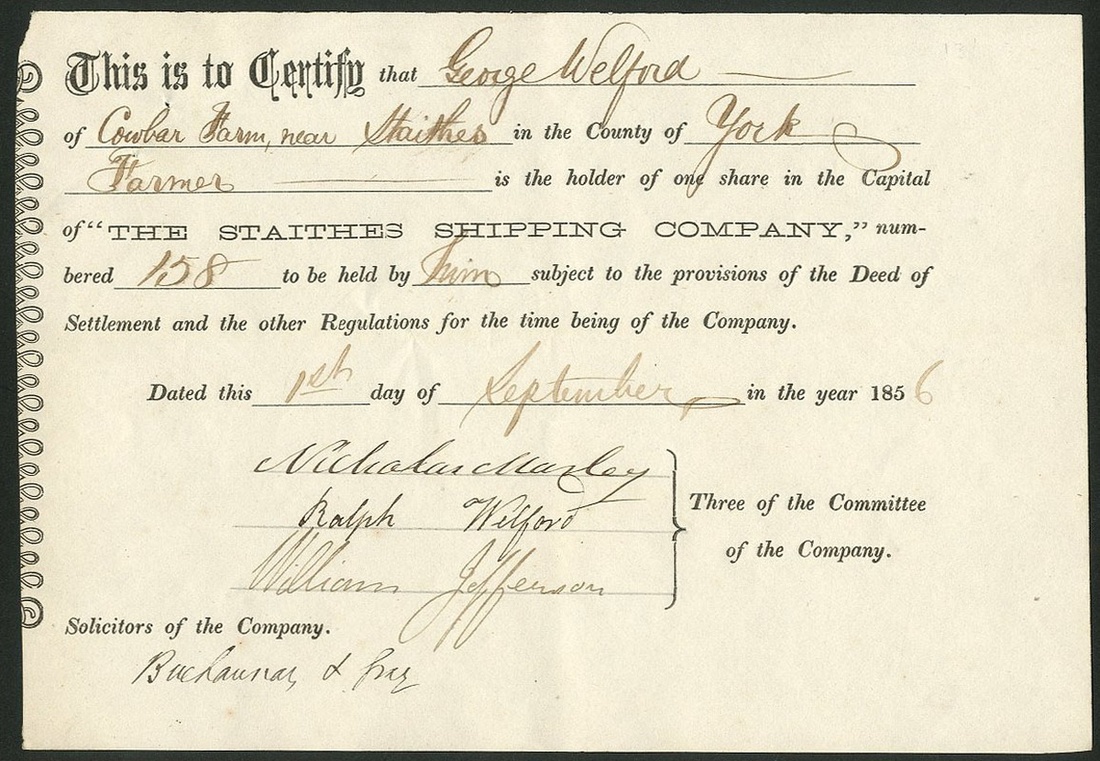 This is to Certify that George Welford
of Cowbar Farm, near Staithes in the County of York
Farmer is the holder of one share in the Capital
of "THE STAITHES SHIPPING COMPANY," num-
bered 158 to be held by him subject to the provisions of the Deed of
Settlement and the other Regulations for the time being of the Company.
Dated this 1st day of September in the year 1856
Nicholas Marley
Ralph Welford
William Jefferson
Three of the Committee
of the Company.
Solicitors of the Company.
Buchannan &